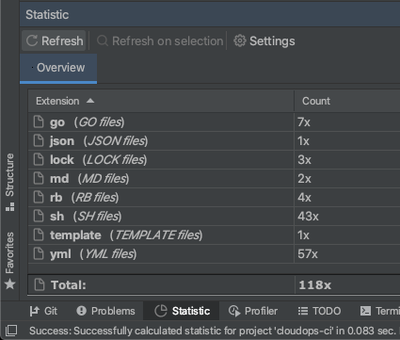 Statistic
Refresh Refresh on selection Settings
Overview
Extension Count
go (GO files) 7x
json (JSON files) 1x
lock (LOCK files) 3x
md (MD files) 2x
rb (RB files) 4x
sh (SH files) 43x
template (TEMPLATE files) 1x
yml (YML files) 57x
Total: 118x
Structure
Favorites
Git Problems Statistic Profiler TODO Termi
Success: Successfully calculated statistic for project 'cloudops-ci' in 0.083 sec.